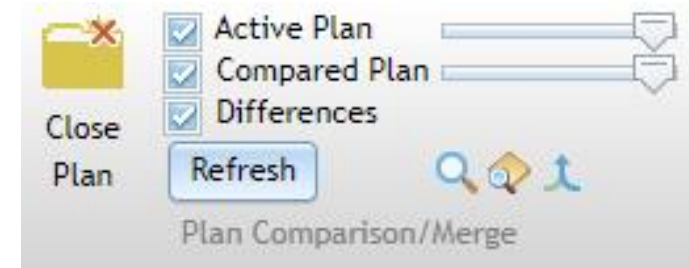 Active Plan
Compared Plan
Differences
Close
Plan
Refresh
Plan Comparison/Merge